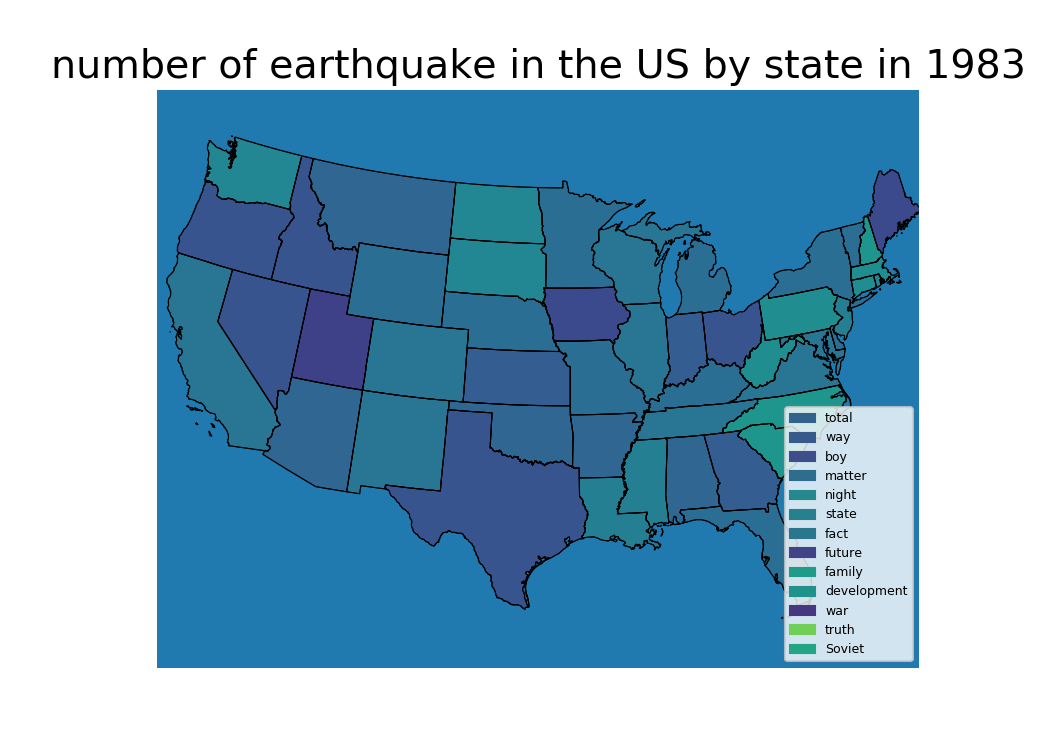 number of earthquake in the US by state in 1983
total
way
boy
matter
night
state
fact
future
family
development
war
truth
Soviet